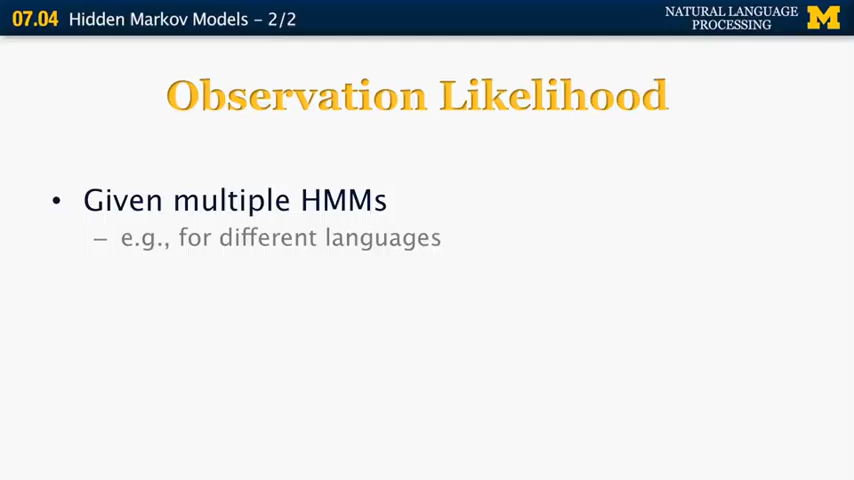 07.04 Hidden Markov Models – 2/2
NATURAL LANGUAGE
PROCESSING
M
Observation Likelihood
• Given multiple HMMs
– e.g., for different languages